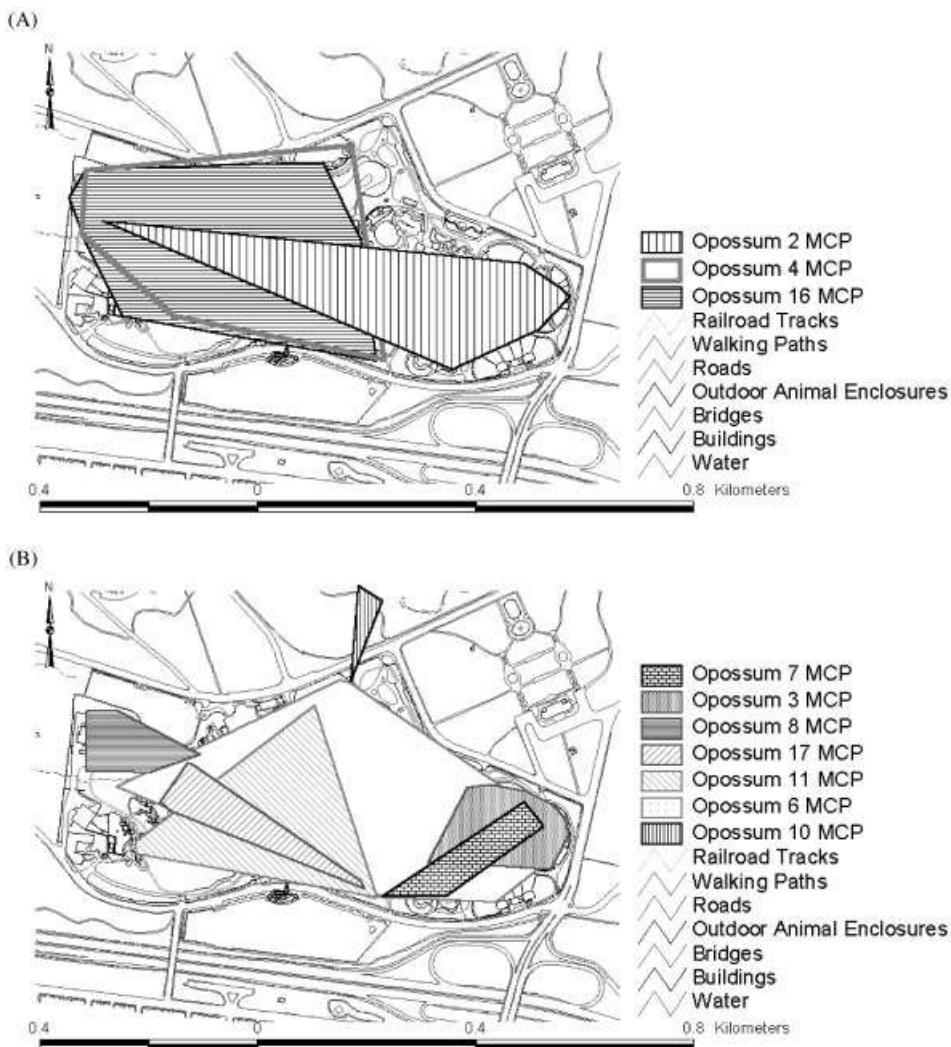 (A)
N
Opossum 2 MCP
Opossum 4 MCP
Opossum 16 MCP
Railroad Tracks
Walking Paths
Roads
Outdoor Animal Enclosures
Bridges
Buildings
Water
0.4 0 0.4 0.8 Kilometers
(B)
N
Opossum 7 MCP
Opossum 3 MCP
Opossum 8 MCP
Opossum 17 MCP
Opossum 11 MCP
Opossum 6 MCP
Opossum 10 MCP
Railroad Tracks
Walking Paths
Roads
Outdoor Animal Enclosures
Bridges
Buildings
Water
0.4 0 0.4 0.8 Kilometers